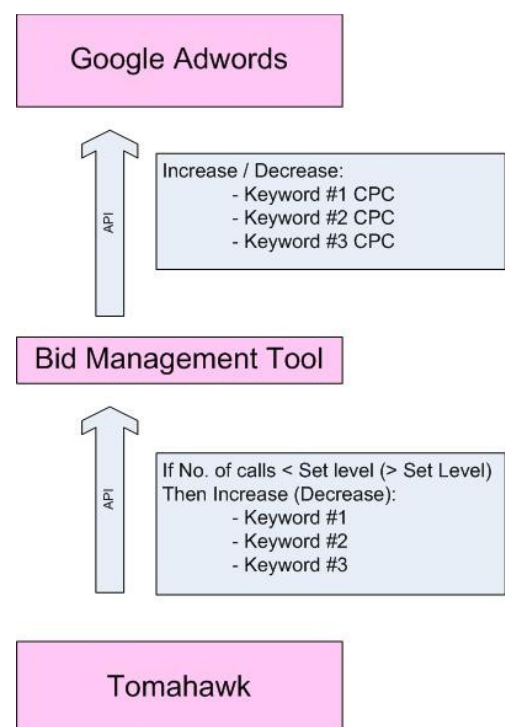 Google Adwords
API
Increase / Decrease:
- Keyword #1 CPC
- Keyword #2 CPC
- Keyword #3 CPC
Bid Management Tool
API
If No. of calls < Set level (> Set Level)
Then Increase (Decrease):
- Keyword #1
- Keyword #2
- Keyword #3
Tomahawk